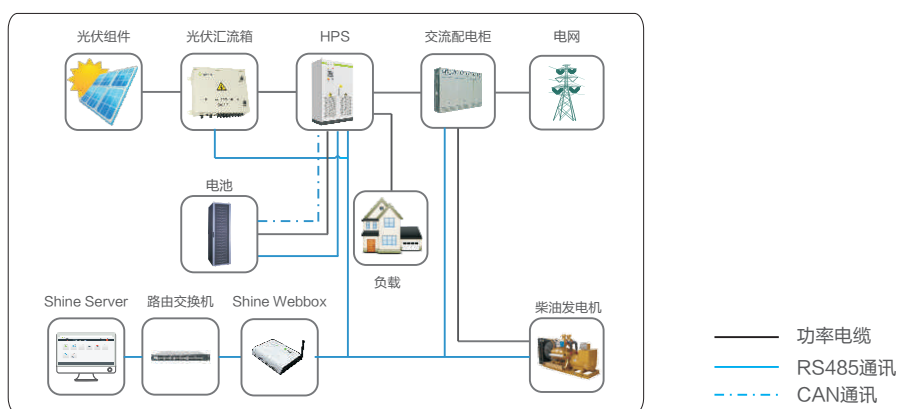 光伏组件
光伏汇流箱
HPS
交流配电柜
电网
电池
负载
Shine Server
路由交换机
Shine Webbox
柴油发电机
功率电缆
RS485通讯
CAN通讯